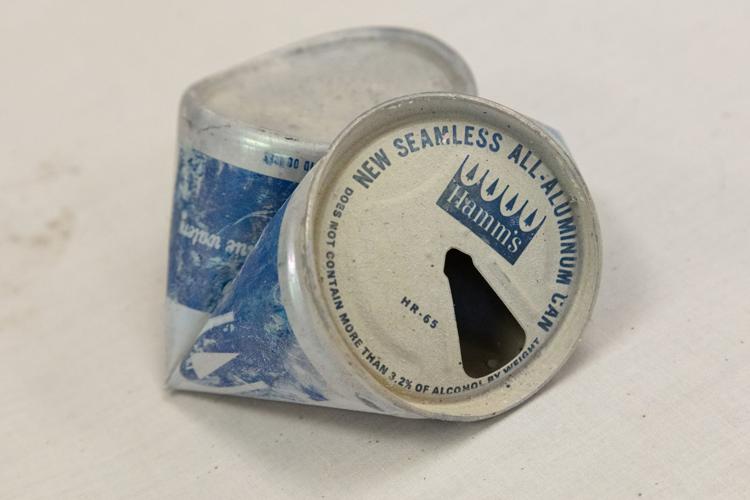 NEW SEAMLESS ALL-ALUMINUM CAN
Hamm's
HR-65
DOES NOT CONTAIN MORE THAN 3.2% OF ALCOHOL BY WEIGHT